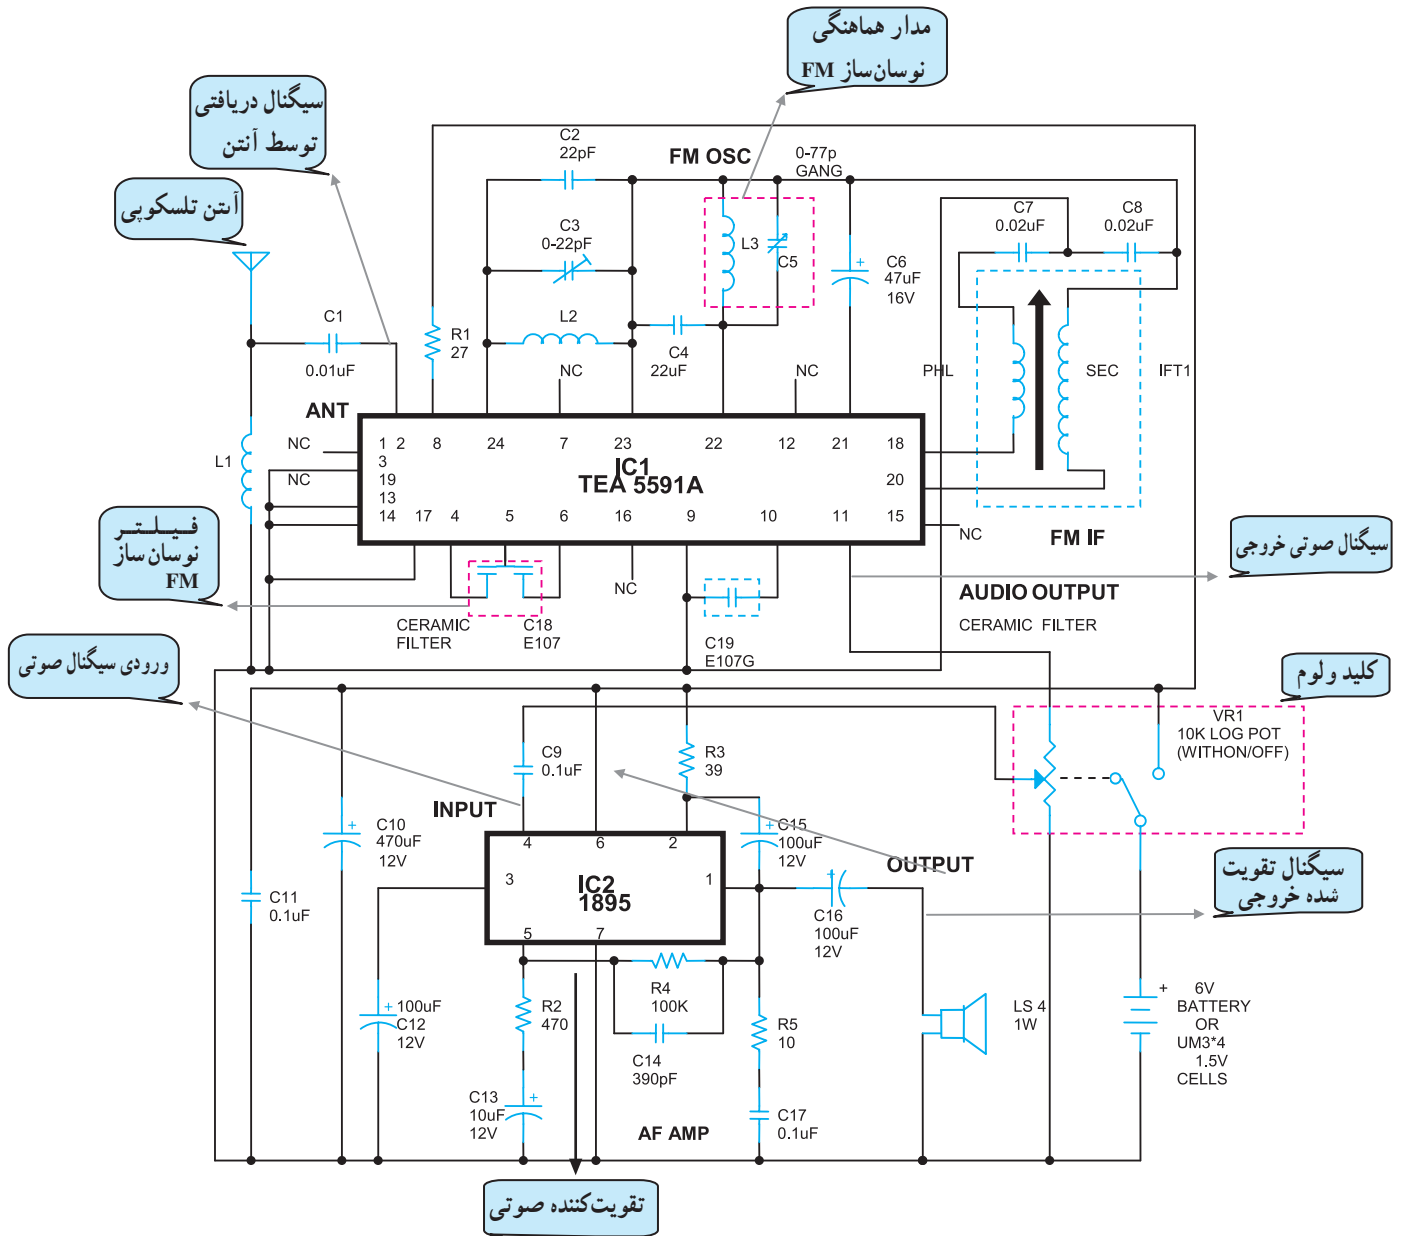 مدار هماهنگی
نوسان‌ساز FM
سیگنال دریافتی
توسط آنتن
آنتن تلسکوپی
C2
22pF
FM OSC
0-77p
GANG
C7
0.02uF
C8
0.02uF
C3
0-22pF
L3
C5
C6
47uF
16V
C1
0.01uF
R1
27
L2
C4
22uF
NC
NC
PHL
SEC
IFT1
ANT
L1
NC
NC
1 2 8 24 7 23 22 12 21 18
3
19
13
14
20
IC1
TEA 5591A
17 4 5 6 16 9 10 11 15
NC
FM IF
فیلتر
نوسان‌ساز
FM
سیگنال صوتی خروجی
NC
AUDIO OUTPUT
CERAMIC FILTER
CERAMIC
FILTER
C18
E107
C19
E107G
ورودی سیگنال صوتی
کلید ولوم
VR1
10K LOG POT
(WITHON/OFF)
C9
0.1uF
R3
39
INPUT
C10
470uF
12V
+
4 6 2
+
C15
100uF
12V
OUTPUT
سیگنال تقویت
شده خروجی
C11
0.1uF
3
IC2
1895
1
+
C16
100uF
12V
5 7
+
100uF
C12
12V
R2
470
R4
100K
C14
390pF
R5
10
LS 4
1W
+
6V
BATTERY
OR
UM3*4
1.5V
CELLS
C13
10uF
12V
+
AF AMP
C17
0.1uF
تقویت‌کننده صوتی